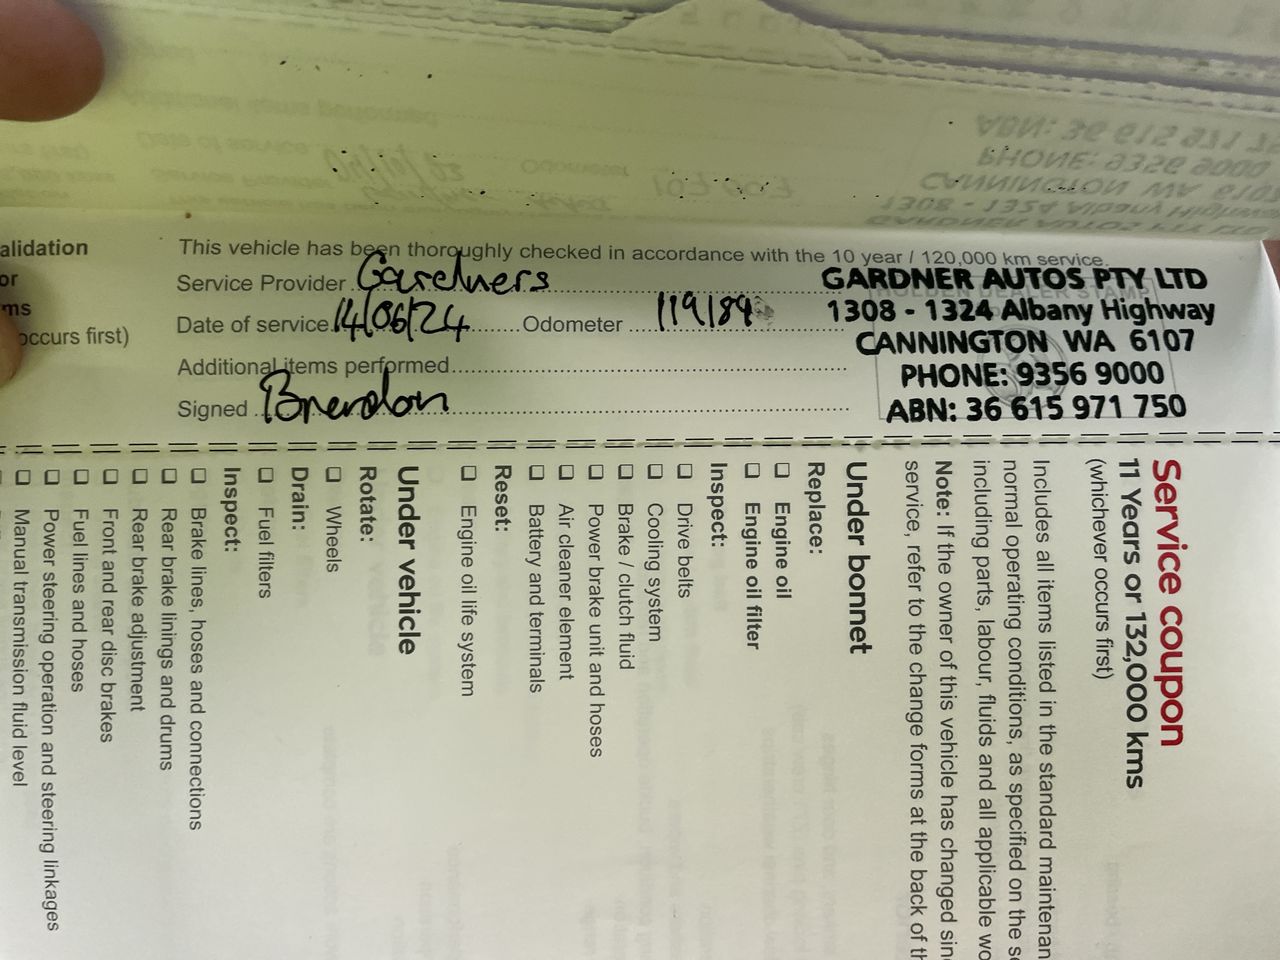 alidation
or
ms
occurs first)
This vehicle has been thoroughly checked in accordance with the 10 year / 120,000 km service.
Service Provider Gardners
Date of service 14/06/24 Odometer 119189
Additional items performed
Signed Brendon
GARDNER AUTOS PTY LTD
1308 - 1324 Albany Highway
CANNINGTON WA 6107
PHONE: 9356 9000
ABN: 36 615 971 750
Service coupon
11 Years or 132,000 kms
(whichever occurs first)
Includes all items listed in the standard maintenan
normal operating conditions, as specified on the se
including parts, labour, fluids and all applicable wo
Note: If the owner of this vehicle has changed sinc
service, refer to the change forms at the back of th
Under bonnet
Replace:
Engine oil
Engine oil filter
Inspect:
Drive belts
Cooling system
Brake / clutch fluid
Power brake unit and hoses
Air cleaner element
Battery and terminals
Reset:
Engine oil life system
Under vehicle
Rotate:
Wheels
Drain:
Fuel filters
Inspect:
Brake lines, hoses and connections
Rear brake linings and drums
Rear brake adjustment
Front and rear disc brakes
Fuel lines and hoses
Power steering operation and steering linkages
Manual transmission fluid level